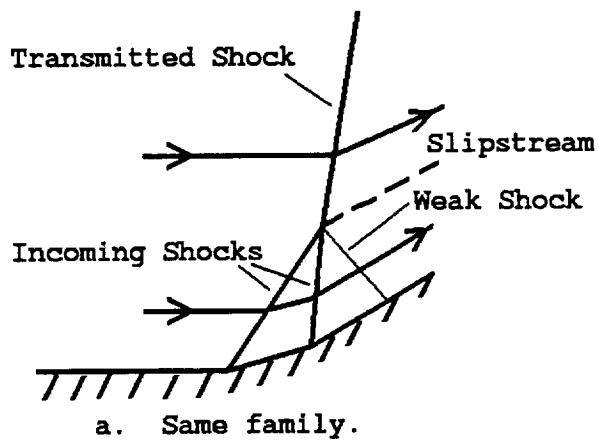 Transmitted Shock
Slipstream
Weak Shock
Incoming Shocks
a. Same family.